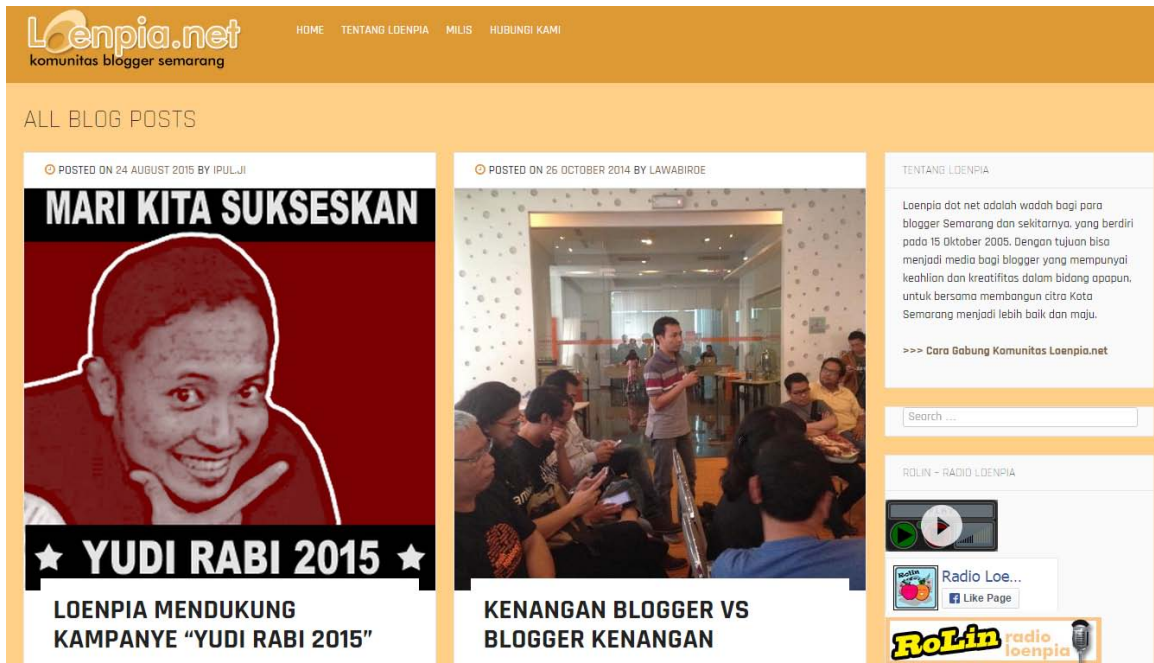 Loenpia.net
komunitas blogger semarang
HOME TENTANG LOENPIA MILIS HUBUNGI KAMI
ALL BLOG POSTS
POSTED ON 24 AUGUST 2015 BY IPUL.JI
MARI KITA SUKSESKAN
YUDI RABI 2015
LOENPIA MENDUKUNG
KAMPANYE “YUDI RABI 2015”
POSTED ON 26 OCTOBER 2014 BY LAWABIROE
KENANGAN BLOGGER VS
BLOGGER KENANGAN
TENTANG LOENPIA
Loenpia dot net adalah wadah bagi para
blogger Semarang dan sekitarnya, yang berdiri
pada 15 Oktober 2005. Dengan tujuan bisa
menjadi media bagi blogger yang mempunyai
keahlian dan kreatifitas dalam bidang apapun,
untuk bersama membangun citra Kota
Semarang menjadi lebih baik dan maju.
>>> Cara Gabung Komunitas Loenpia.net
Search ...
ROLIN – RADIO LOENPIA
Radio Loe...
Like Page
RoLin radio
loenpia